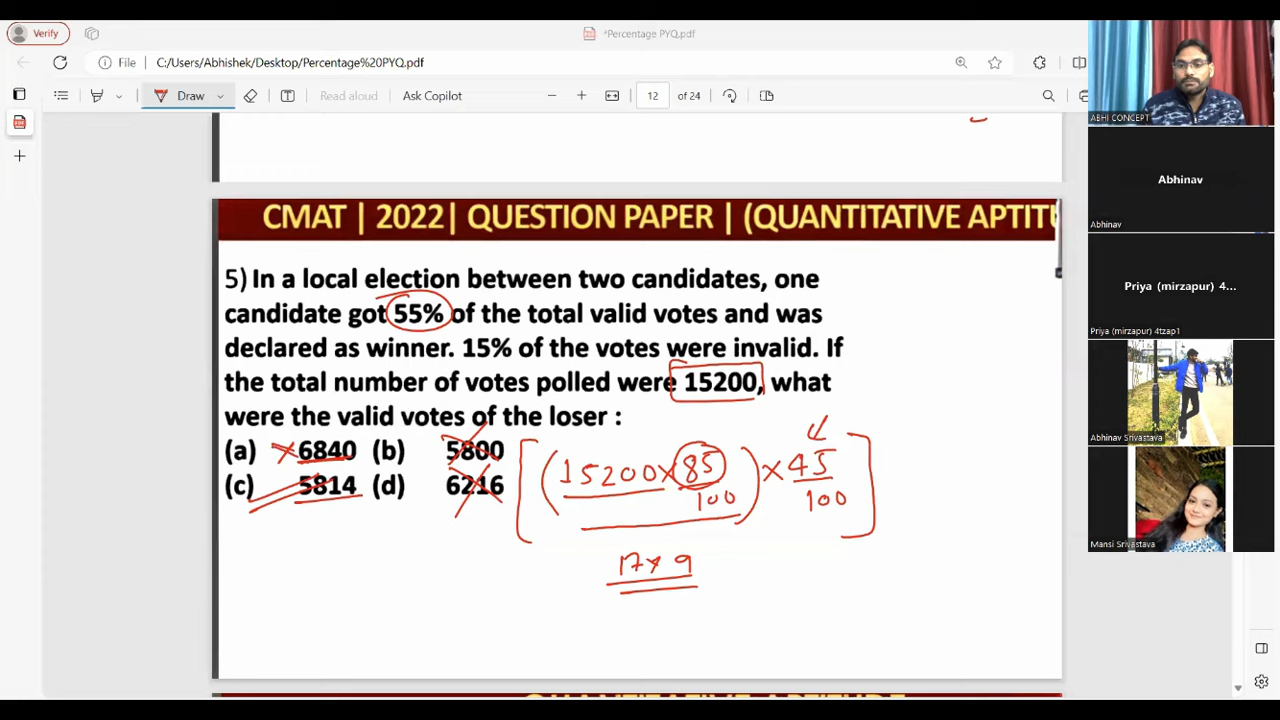 Verify
*Percentage PYQ.pdf
File
C:/Users/Abhishek/Desktop/Percentage%20PYQ.pdf
Draw
Read aloud
Ask Copilot
12
of 24
CMAT | 2022| QUESTION PAPER | (QUANTITATIVE APTIT
5) In a local election between two candidates, one
candidate got 55% of the total valid votes and was
declared as winner. 15% of the votes were invalid. If
the total number of votes polled were 15200, what
were the valid votes of the loser :
(a) 6840 (b) 5800
(c) 5814 (d) 6216
[(15200×85/100)×45/100]
17×9
QUANTITATIVE APTITUDE
ABHI CONCEPT
Abhinav
Abhinav
Priya (mirzapur) 4...
Priya (mirzapur) 4tzap1
Abhinav Srivastava
Mansi Srivastava